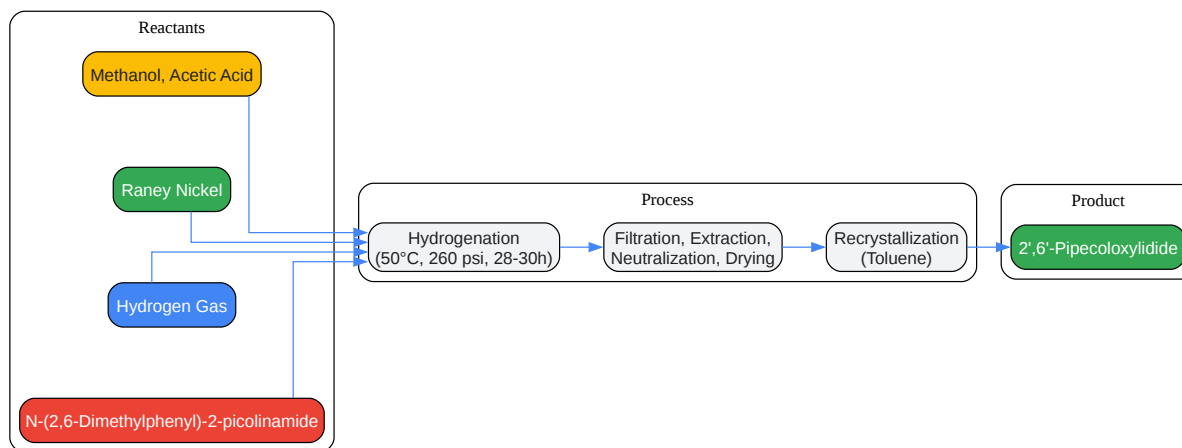 Reactants
Methanol, Acetic Acid
Raney Nickel
Hydrogen Gas
N-(2,6-Dimethylphenyl)-2-picolinamide
Process
Hydrogenation
(50°C, 260 psi, 28-30h)
Filtration, Extraction,
Neutralization, Drying
Recrystallization
(Toluene)
Product
2',6'-Pipecoloxylidide